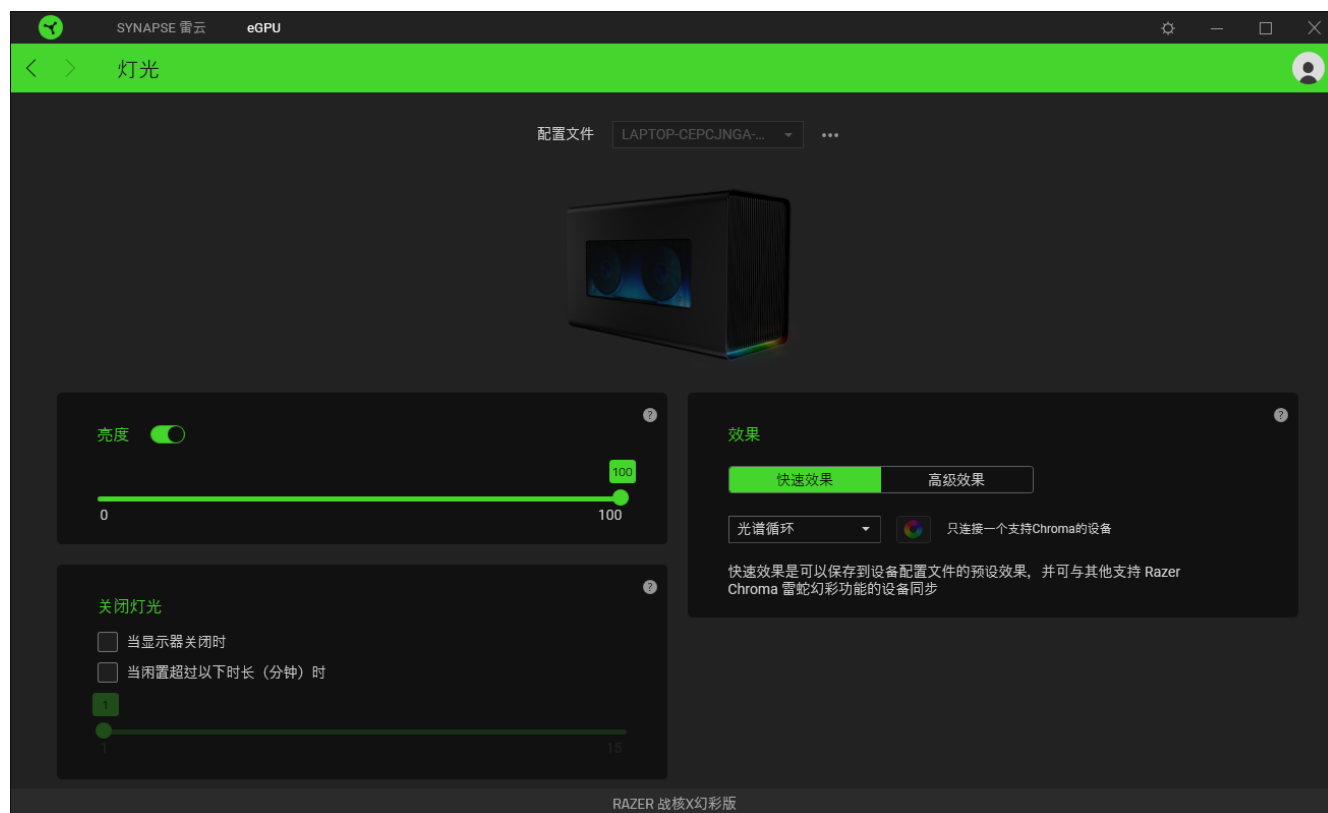 SYNAPSE 雷云 eGPU
灯光
配置文件 LAPTOP-CEPCJNGA-...
亮度
100
0 100
关闭灯光
当显示器关闭时
当闲置超过以下时长（分钟）时
1
1 15
效果
快速效果 高级效果
光谱循环 只连接一个支持Chroma的设备
快速效果是可以保存到设备配置文件的预设效果，并可与其他支持 Razer
Chroma 雷蛇幻彩功能的设备同步
RAZER 战核X幻彩版